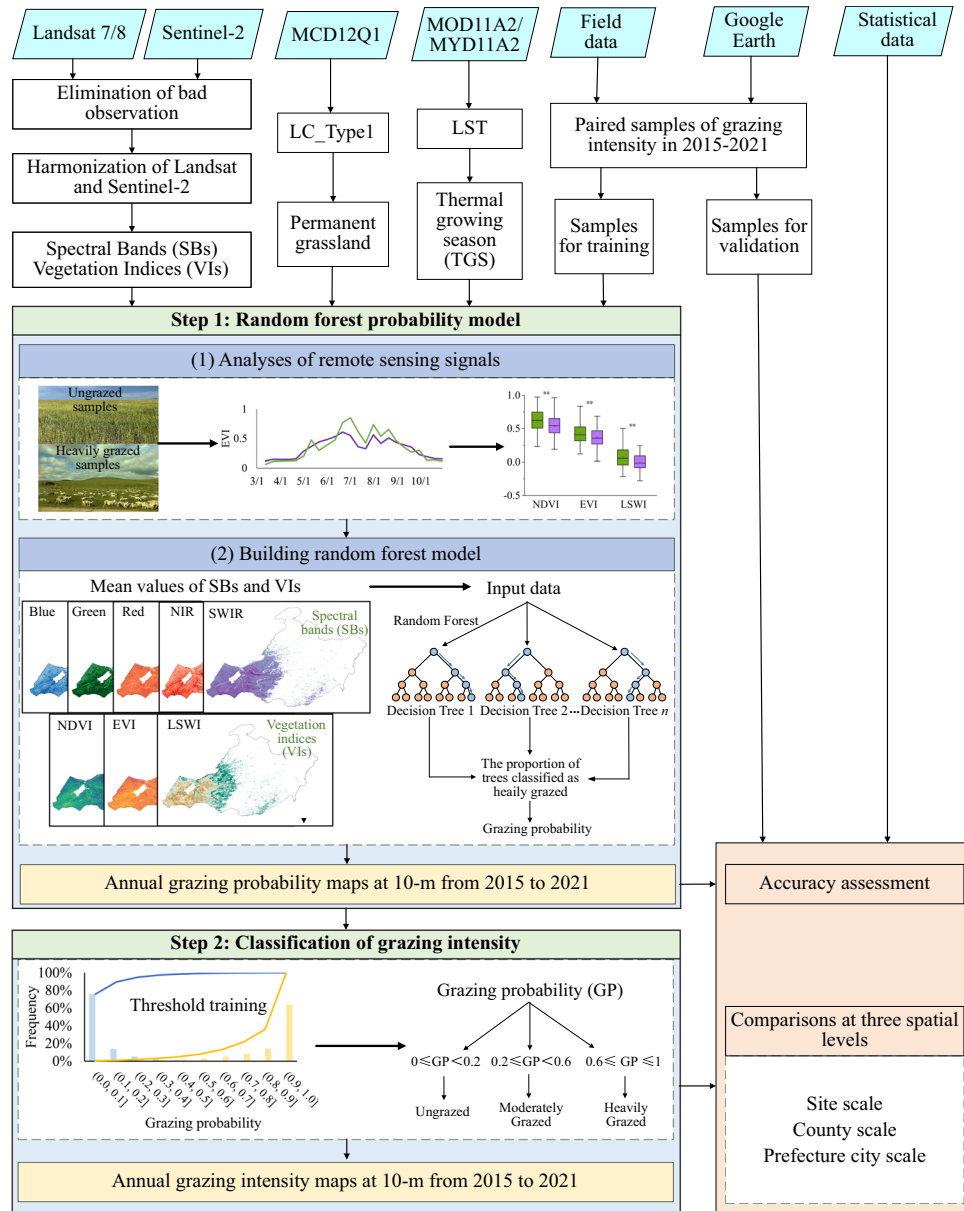 Landsat 7/8
Sentinel-2
MCD12Q1
MOD11A2/
MYD11A2
Field
data
Google
Earth
Statistical
data
Elimination of bad
observation
LC_Type1
LST
Paired samples of grazing
intensity in 2015-2021
Harmonization of Landsat
and Sentinel-2
Permanent
grassland
Thermal
growing
season
(TGS)
Samples
for training
Samples for
validation
Spectral Bands (SBs)
Vegetation Indices (VIs)
Step 1: Random forest probability model
(1) Analyses of remote sensing signals
Ungrazed
samples
Heavily grazed
samples
EVI
1
0.5
0
3/1 4/1 5/1 6/1 7/1 8/1 9/1 10/1
1.0
0.5
0.0
-0.5
** ** **
NDVI EVI LSWI
(2) Building random forest model
Mean values of SBs and VIs
Input data
Blue Green Red NIR SWIR
Spectral
bands (SBs)
Random Forest
Decision Tree 1 Decision Tree 2 ... Decision Tree n
NDVI EVI LSWI
Vegetation
indices (VIs)
The proportion of
trees classified as
heaily grazed
Grazing probability
Annual grazing probability maps at 10-m from 2015 to 2021
Accuracy assessment
Step 2: Classification of grazing intensity
Frequency
100%
80%
60%
40%
20%
0%
Threshold training
(0.0, 0.1]
(0.1, 0.2]
(0.2, 0.3]
(0.3, 0.4]
(0.4, 0.5]
(0.5, 0.6]
(0.6, 0.7]
(0.7, 0.8]
(0.8, 0.9]
(0.9, 1.0]
Grazing probability
Grazing probability (GP)
0≤GP<0.2 0.2≤GP<0.6 0.6≤ GP ≤1
Ungrazed
Moderately
Grazed
Heavily
Grazed
Comparisons at three spatial
levels
Site scale
County scale
Prefecture city scale
Annual grazing intensity maps at 10-m from 2015 to 2021